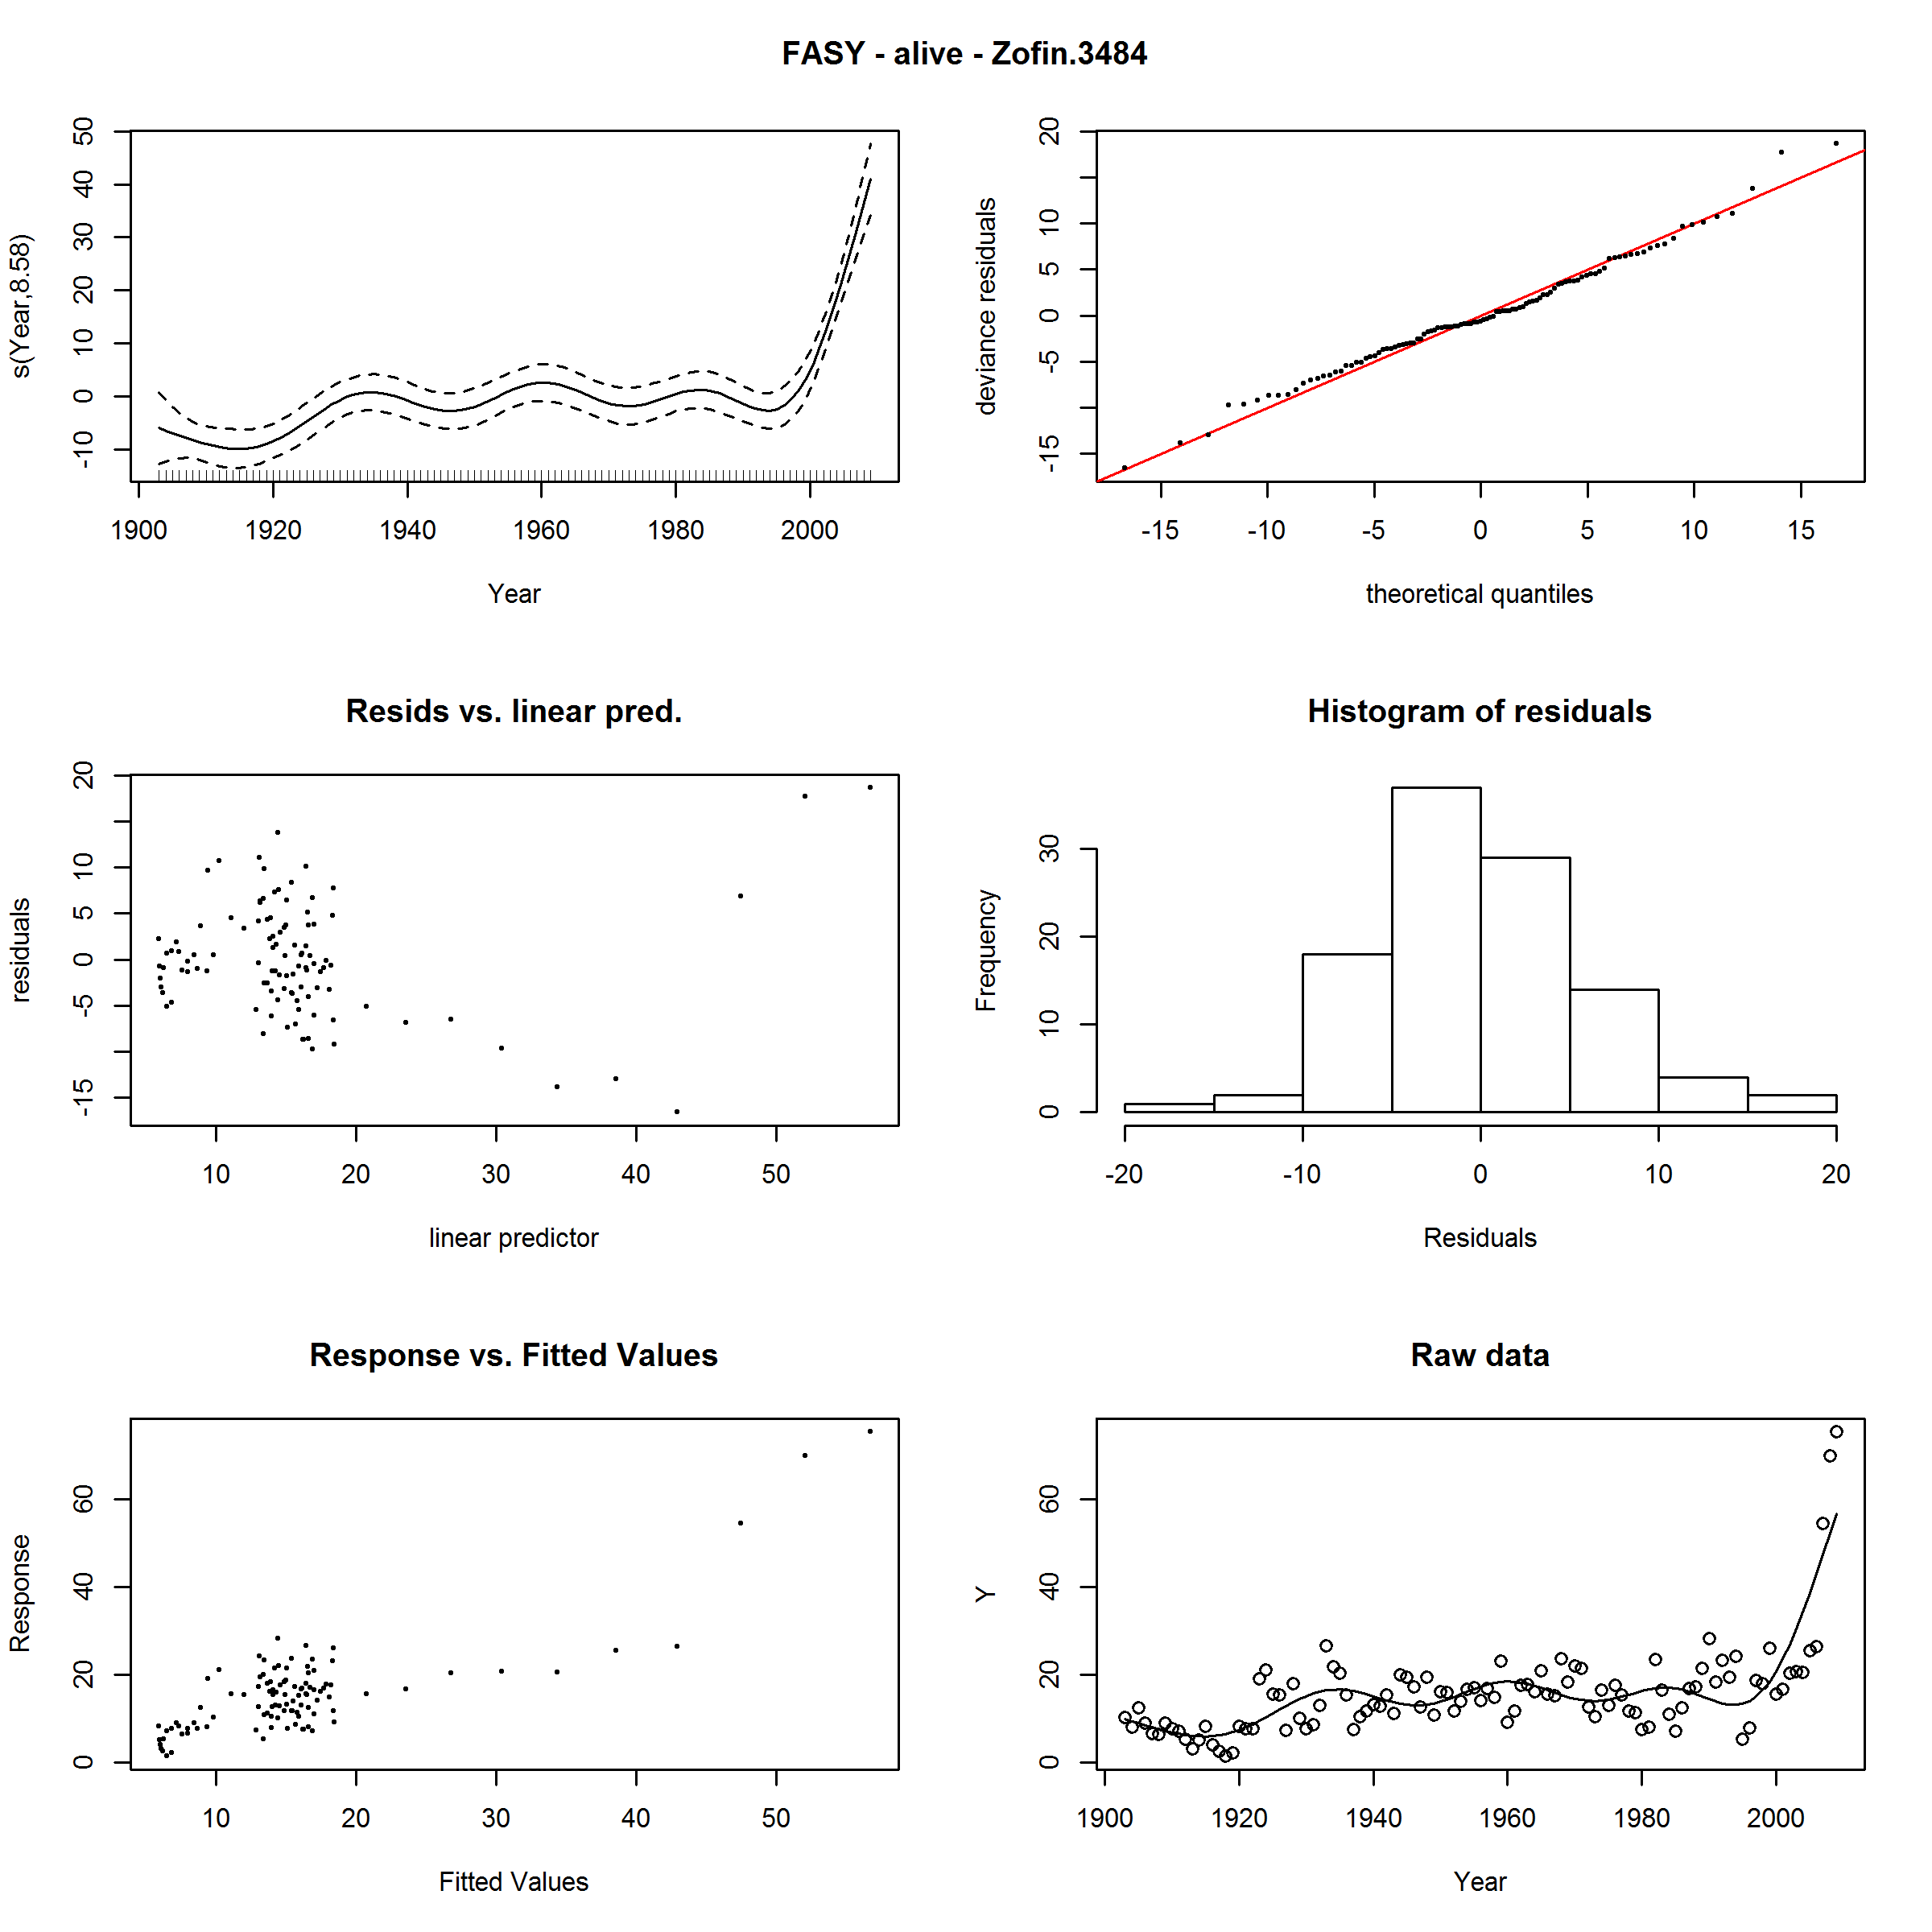 FASY - alive - Zofin.3484
s(Year,8.58)
50
40
30
20
10
0
-10
1900 1920 1940 1960 1980 2000
Year
deviance residuals
20
10
5
0
-5
-15
-15 -10 -5 0 5 10 15
theoretical quantiles
Resids vs. linear pred.
residuals
20
10
5
0
-5
-15
10 20 30 40 50
linear predictor
Histogram of residuals
Frequency
30
20
10
0
-20 -10 0 10 20
Residuals
Response vs. Fitted Values
Response
60
40
20
0
10 20 30 40 50
Fitted Values
Raw data
Y
60
40
20
0
1900 1920 1940 1960 1980 2000
Year